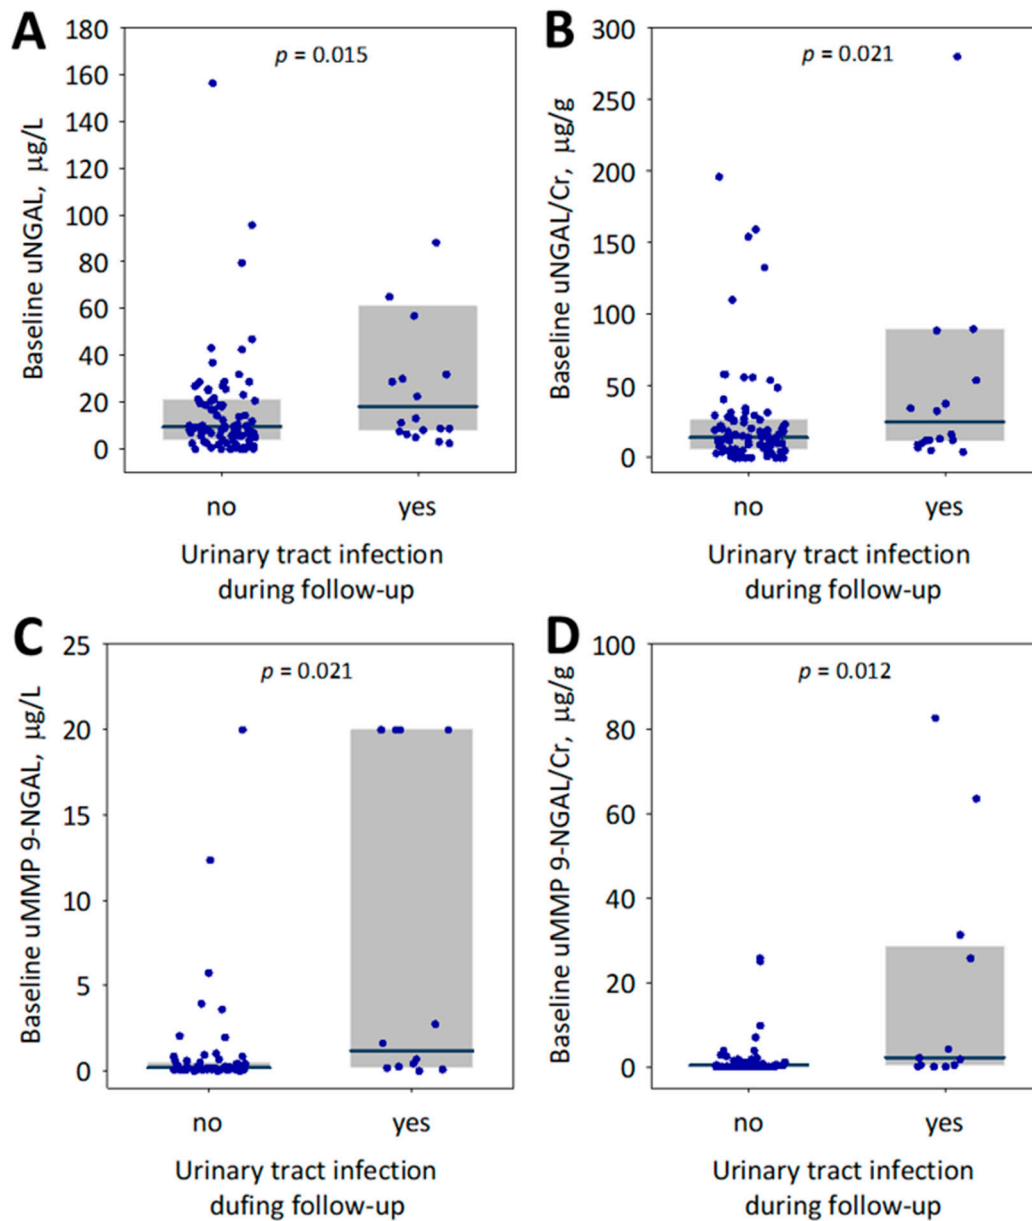 A
B
180
160
140
120
100
80
60
40
20
0
Baseline uNGAL, μg/L
p = 0.015
no
yes
Urinary tract infection
during follow-up
300
250
200
150
100
50
0
Baseline uNGAL/Cr, μg/g
p = 0.021
no
yes
Urinary tract infection
during follow-up
C
D
25
20
15
10
5
0
Baseline uMMP 9-NGAL, μg/L
p = 0.021
no
yes
Urinary tract infection
dufing follow-up
100
80
60
40
20
0
Baseline uMMP 9-NGAL/Cr, μg/g
p = 0.012
no
yes
Urinary tract infection
during follow-up